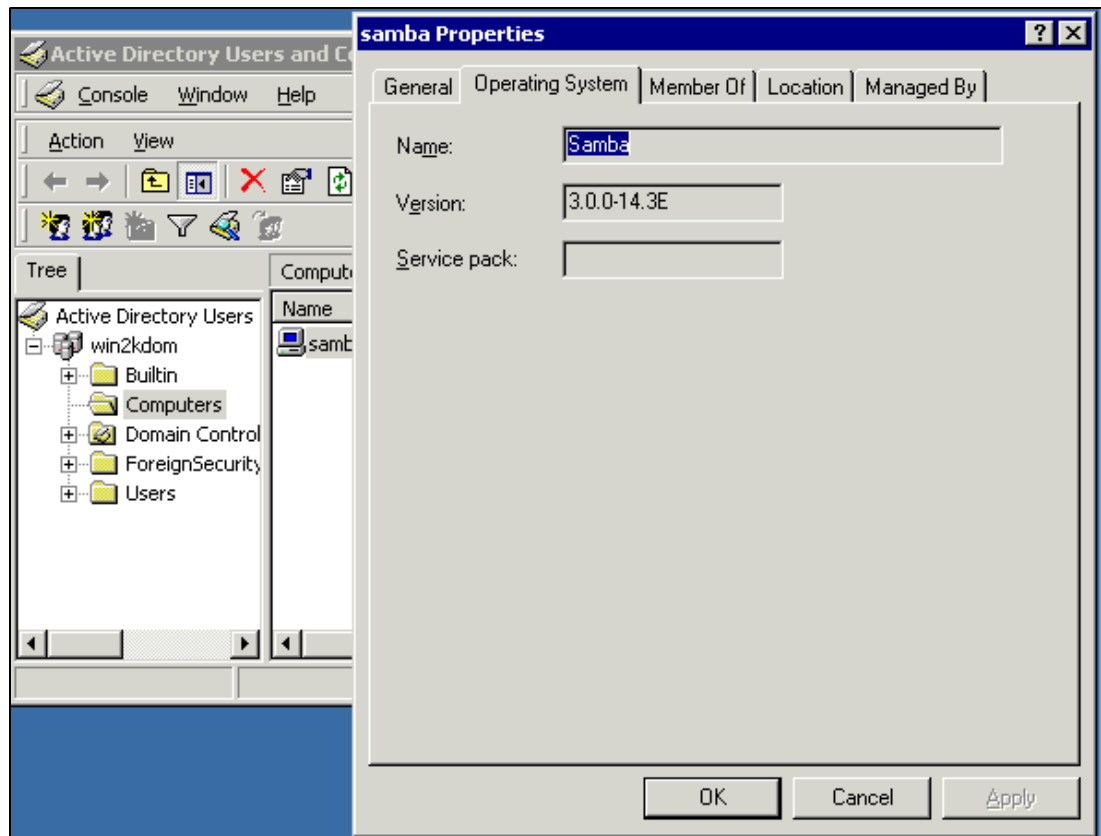 Active Directory Users and Co
Console Window Help
Action View
Tree
Active Directory Users
win2kdom
Builtin
Computers
Domain Control
ForeignSecurity
Users
Compute
Name
samb
samba Properties
General Operating System Member Of Location Managed By
Name: Samba
Version: 3.0.0-14.3E
Service pack:
OK Cancel Apply